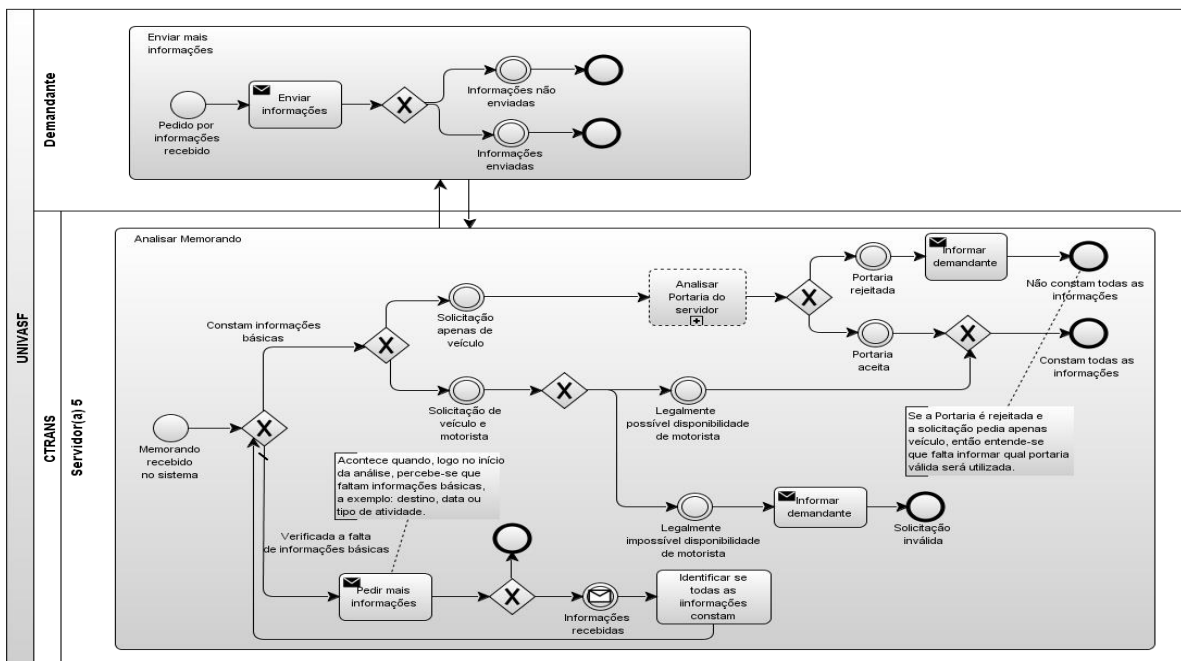 UNIVASF
Demandante
Enviar mais
informações
Pedido por
informações
recebido
Enviar
informações
Informações não
enviadas
Informações
enviadas
CTRANS
Servidor(a) 5
Analisar Memorando
Memorando
recebido
no sistema
Constam informações
básicas
Solicitação
apenas de
veículo
Analisar
Portaria do
servidor
Portaria
rejeitada
Informar
demandante
Não constam todas as
informações
Portaria
aceita
Constam todas as
informações
Solicitação de
veículo e
motorista
Legalmente
possível disponibilidade
de motorista
Se a Portaria é rejeitada e
a solicitação pedia apenas
veículo, então entende-se
que falta informar qual portaria
válida será utilizada.
Acontece quando, logo no início
da análise, percebe-se que
faltam informações básicas,
a exemplo: destino, data ou
tipo de atividade.
Legalmente
impossível disponibilidade
de motorista
Informar
demandante
Solicitação
inválida
Verificada a falta
de informações básicas
Pedir mais
informações
Informações
recebidas
Identificar se
todas as
iinformações
constam